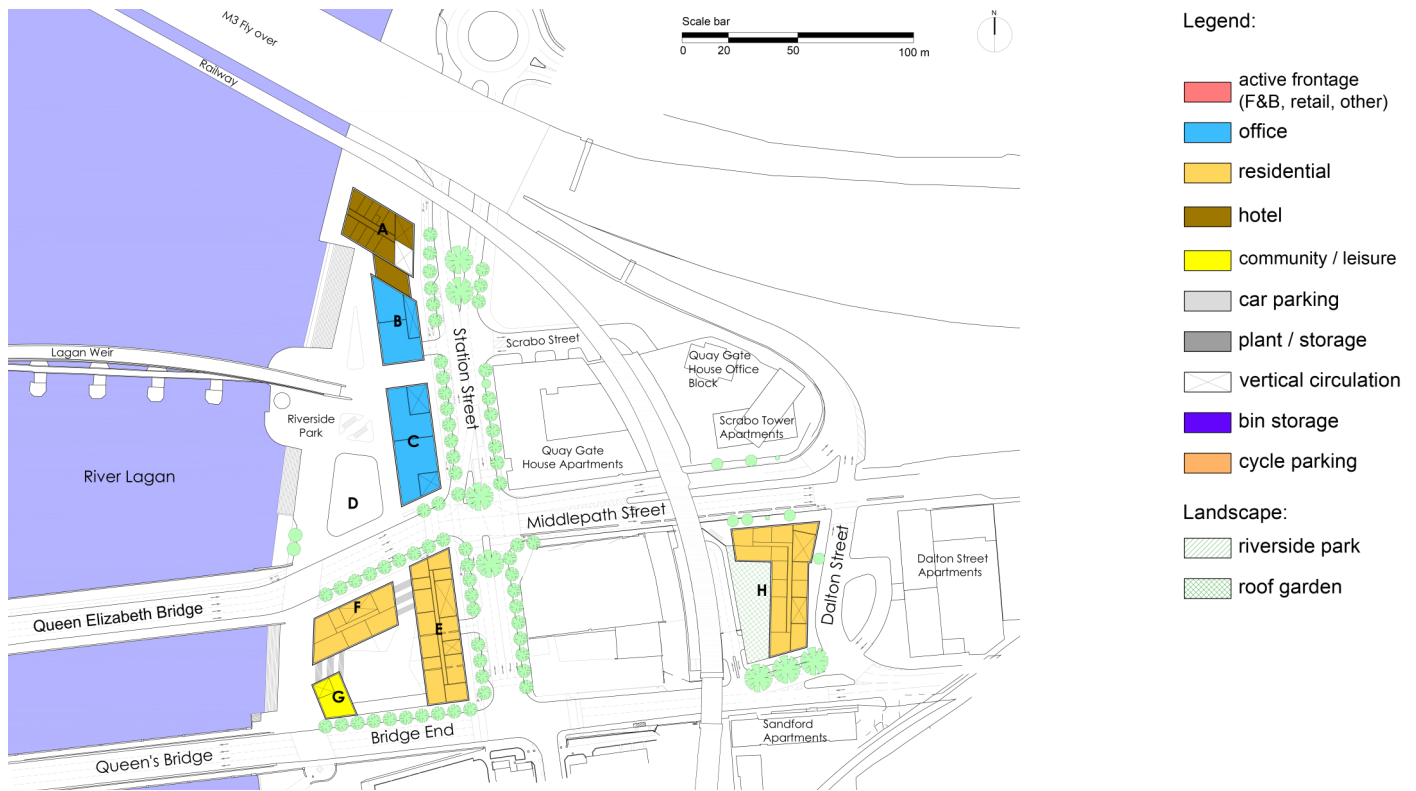 M3 Fly over
Railway
Scale bar
0 20 50 100 m
N
A
B
Station Street
Scrabo Street
Quay Gate
House Office
Block
Lagan Weir
Scrabo Tower
Apartments
Riverside
Park
C
Quay Gate
House Apartments
River Lagan
D
Middlepath Street
Dalton Street
Dalton Street
Apartments
H
F
Queen Elizabeth Bridge
E
G
Bridge End
Sandford
Apartments
Queen's Bridge
Legend:
active frontage
(F&B, retail, other)
office
residential
hotel
community / leisure
car parking
plant / storage
vertical circulation
bin storage
cycle parking
Landscape:
riverside park
roof garden